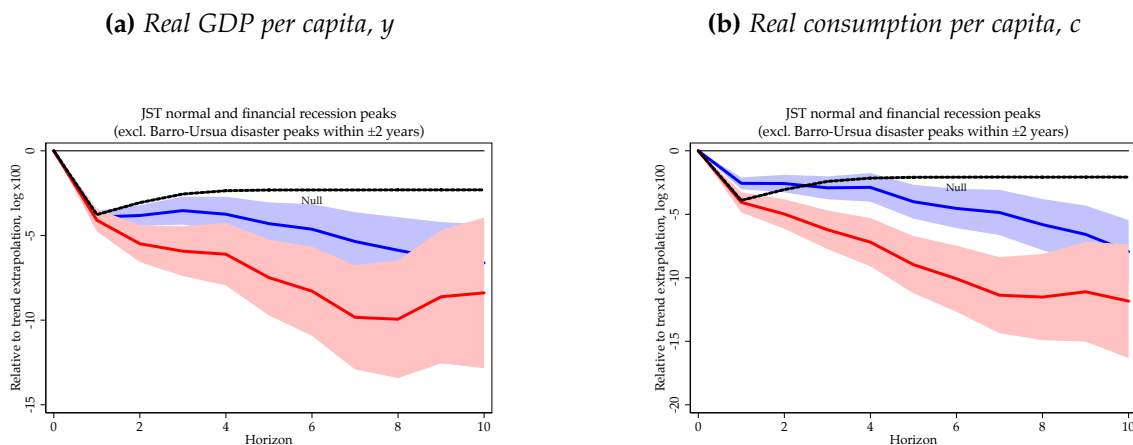 (a) Real GDP per capita, y
JST normal and financial recession peaks
(excl. Barro-Ursua disaster peaks within ±2 years)
Relative to trend extrapolation, log x100
0
-5
-10
-15
Null
0 2 4 6 8 10
Horizon
(b) Real consumption per capita, c
JST normal and financial recession peaks
(excl. Barro-Ursua disaster peaks within ±2 years)
Relative to trend extrapolation, log x100
0
-5
-10
-15
-20
Null
0 2 4 6 8 10
Horizon